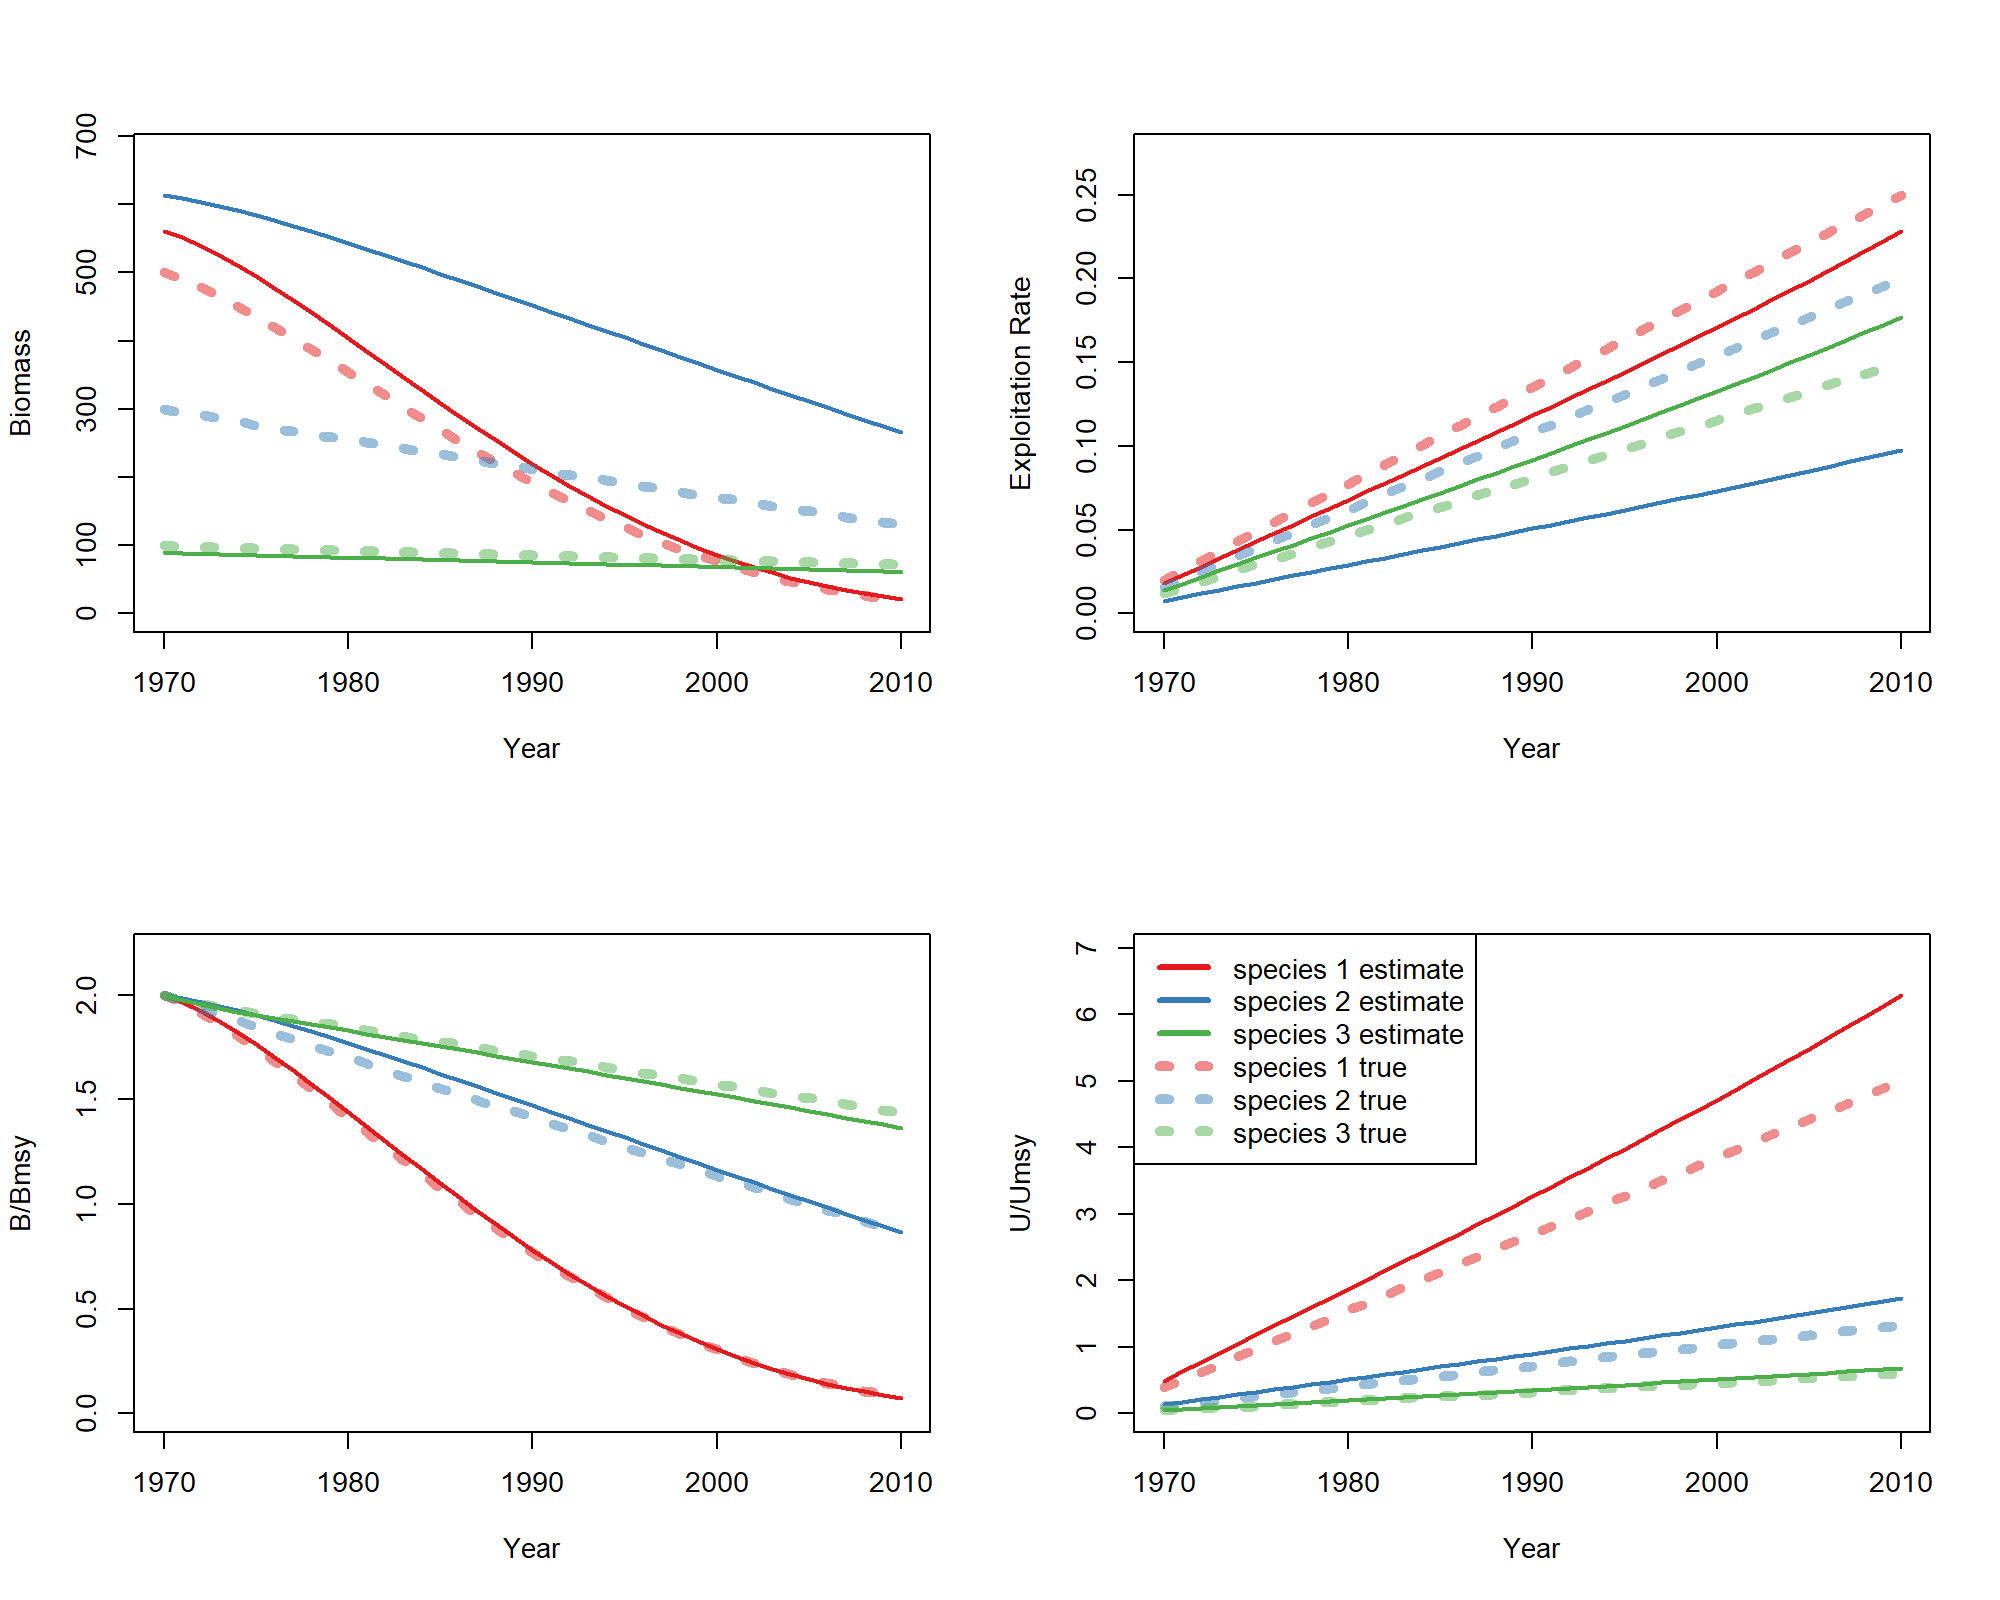 Biomass
700
500
300
100
0
1970 1980 1990 2000 2010
Year
Exploitation Rate
0.25
0.20
0.15
0.10
0.05
0.00
1970 1980 1990 2000 2010
Year
B/Bmsy
2.0
1.5
1.0
0.5
0.0
1970 1980 1990 2000 2010
Year
U/Umsy
7
6
5
4
3
2
1
0
species 1 estimate
species 2 estimate
species 3 estimate
species 1 true
species 2 true
species 3 true
1970 1980 1990 2000 2010
Year